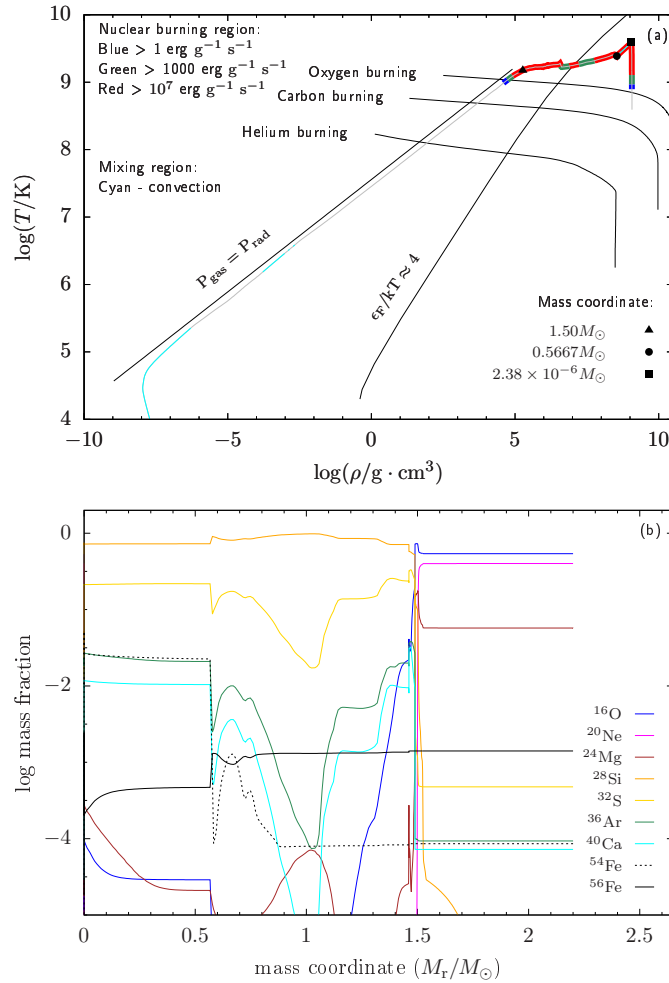 10
9
8
7
6
5
4
log(T/K)
Nuclear burning region:
Blue > 1 erg g⁻¹ s⁻¹
Green > 1000 erg g⁻¹ s⁻¹
Red > 10⁷ erg g⁻¹ s⁻¹
Mixing region:
Cyan - convection
(a)
Oxygen burning
Carbon burning
Helium burning
P_gas = P_rad
ϵ_F/kT ≈ 4
Mass coordinate:
1.50M☉
0.5667M☉
2.38 × 10⁻⁶M☉
−10 −5 0 5 10
log(ρ/g · cm³)
(b)
0
−2
−4
log mass fraction
¹⁶O
²⁰Ne
²⁴Mg
²⁸Si
³²S
³⁶Ar
⁴⁰Ca
⁵⁴Fe
⁵⁶Fe
0 0.5 1 1.5 2 2.5
mass coordinate (M_r/M☉)